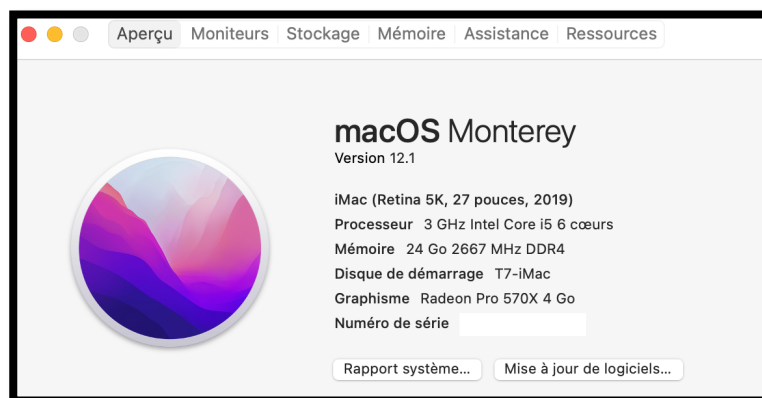 Aperçu Moniteurs Stockage Mémoire Assistance Ressources
macOS Monterey
Version 12.1
iMac (Retina 5K, 27 pouces, 2019)
Processeur 3 GHz Intel Core i5 6 cœurs
Mémoire 24 Go 2667 MHz DDR4
Disque de démarrage T7-iMac
Graphisme Radeon Pro 570X 4 Go
Numéro de série
Rapport système... Mise à jour de logiciels...